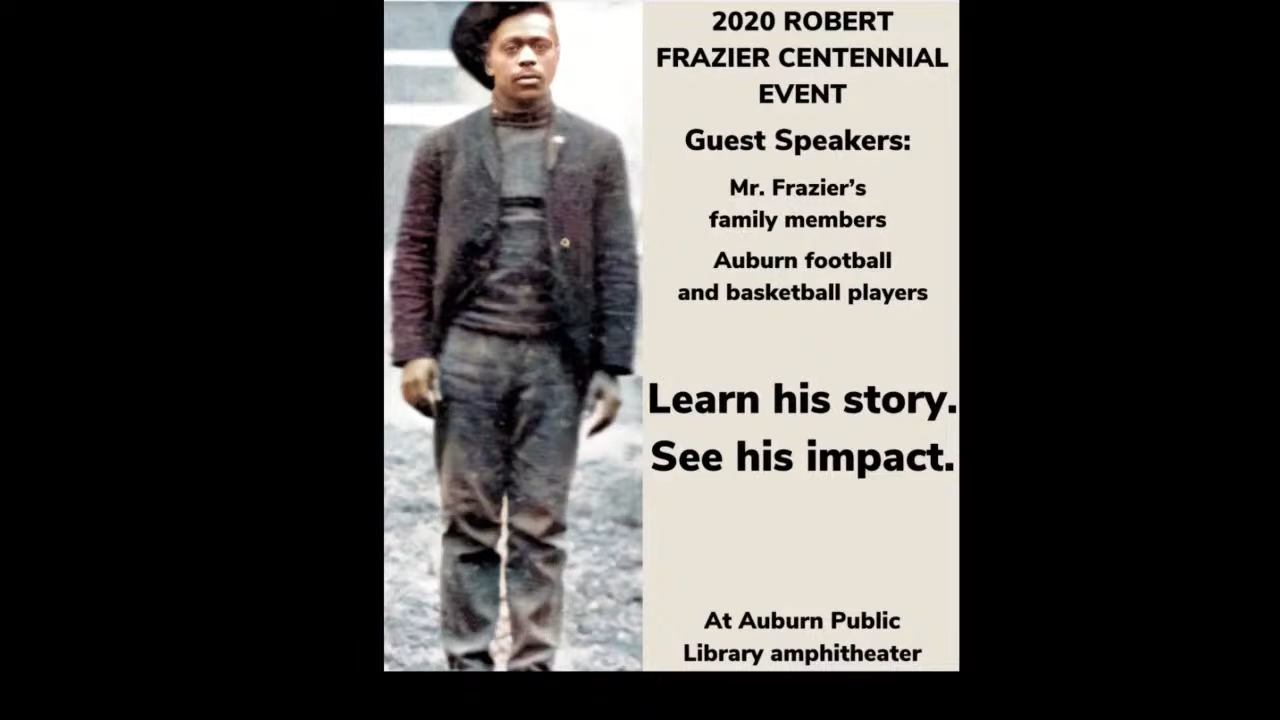 2020 ROBERT
FRAZIER CENTENNIAL
EVENT
Guest Speakers:
Mr. Frazier’s
family members
Auburn football
and basketball players
Learn his story.
See his impact.
At Auburn Public
Library amphitheater